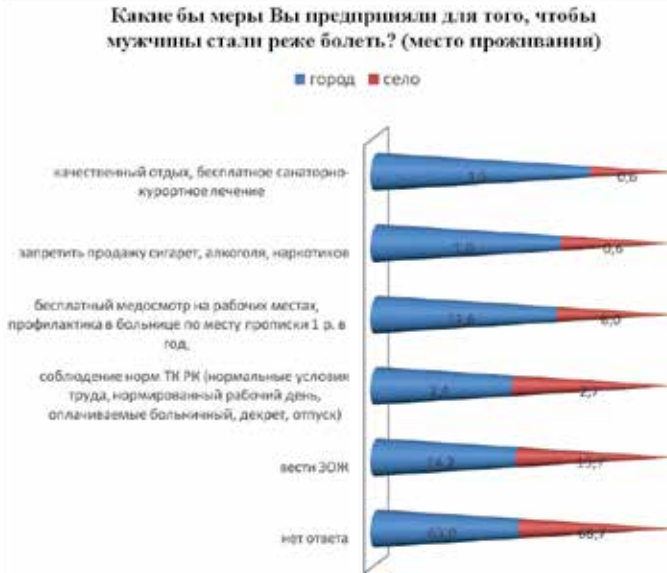 Какие бы меры Вы предприняли для того, чтобы
мужчины стали реже болеть? (место проживания)
город село
качественный отдых, бесплатное санаторно-
курортное лечение
0,6
запретить продажу сигарет, алкоголя, наркотиков
0,6
бесплатный медосмотр на рабочих местах,
профилактика в больнице по месту прописки 1 р. в
год,
6,0
соблюдение норм ТК РК (нормальные условия
труда, нормированный рабочий день,
оплачиваемые больничный, декрет, отпуск)
2,7
вести ЗОЖ
нет ответа
66,7